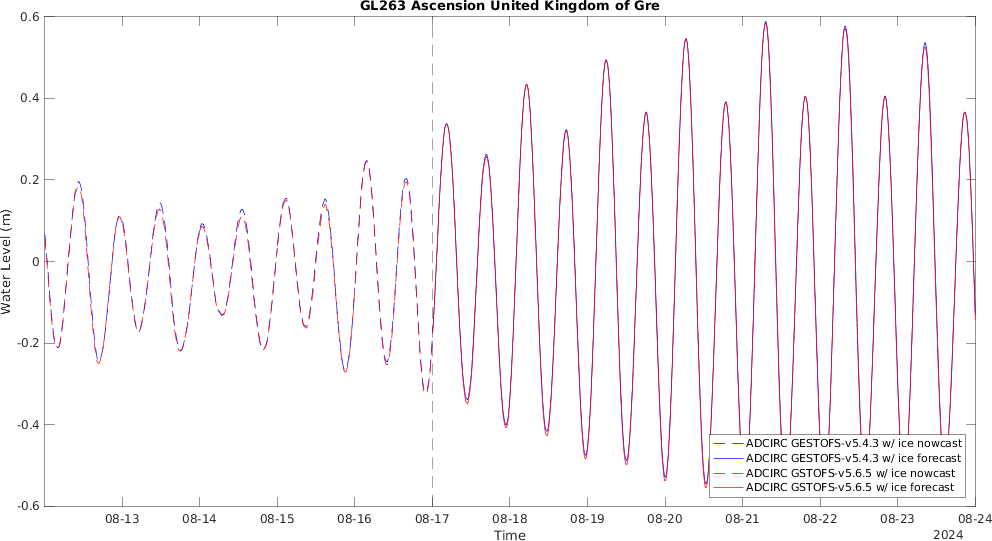 GL263 Ascension United Kingdom of Gre
Water Level (m)
0.6
0.4
0.2
0
-0.2
-0.4
-0.6
ADCIRC GESTOFS-v5.4.3 w/ ice nowcast
ADCIRC GESTOFS-v5.4.3 w/ ice forecast
ADCIRC GSTOFS-v5.6.5 w/ ice nowcast
ADCIRC GSTOFS-v5.6.5 w/ ice forecast
08-13 08-14 08-15 08-16 08-17 08-18 08-19 08-20 08-21 08-22 08-23 08-24
Time
2024